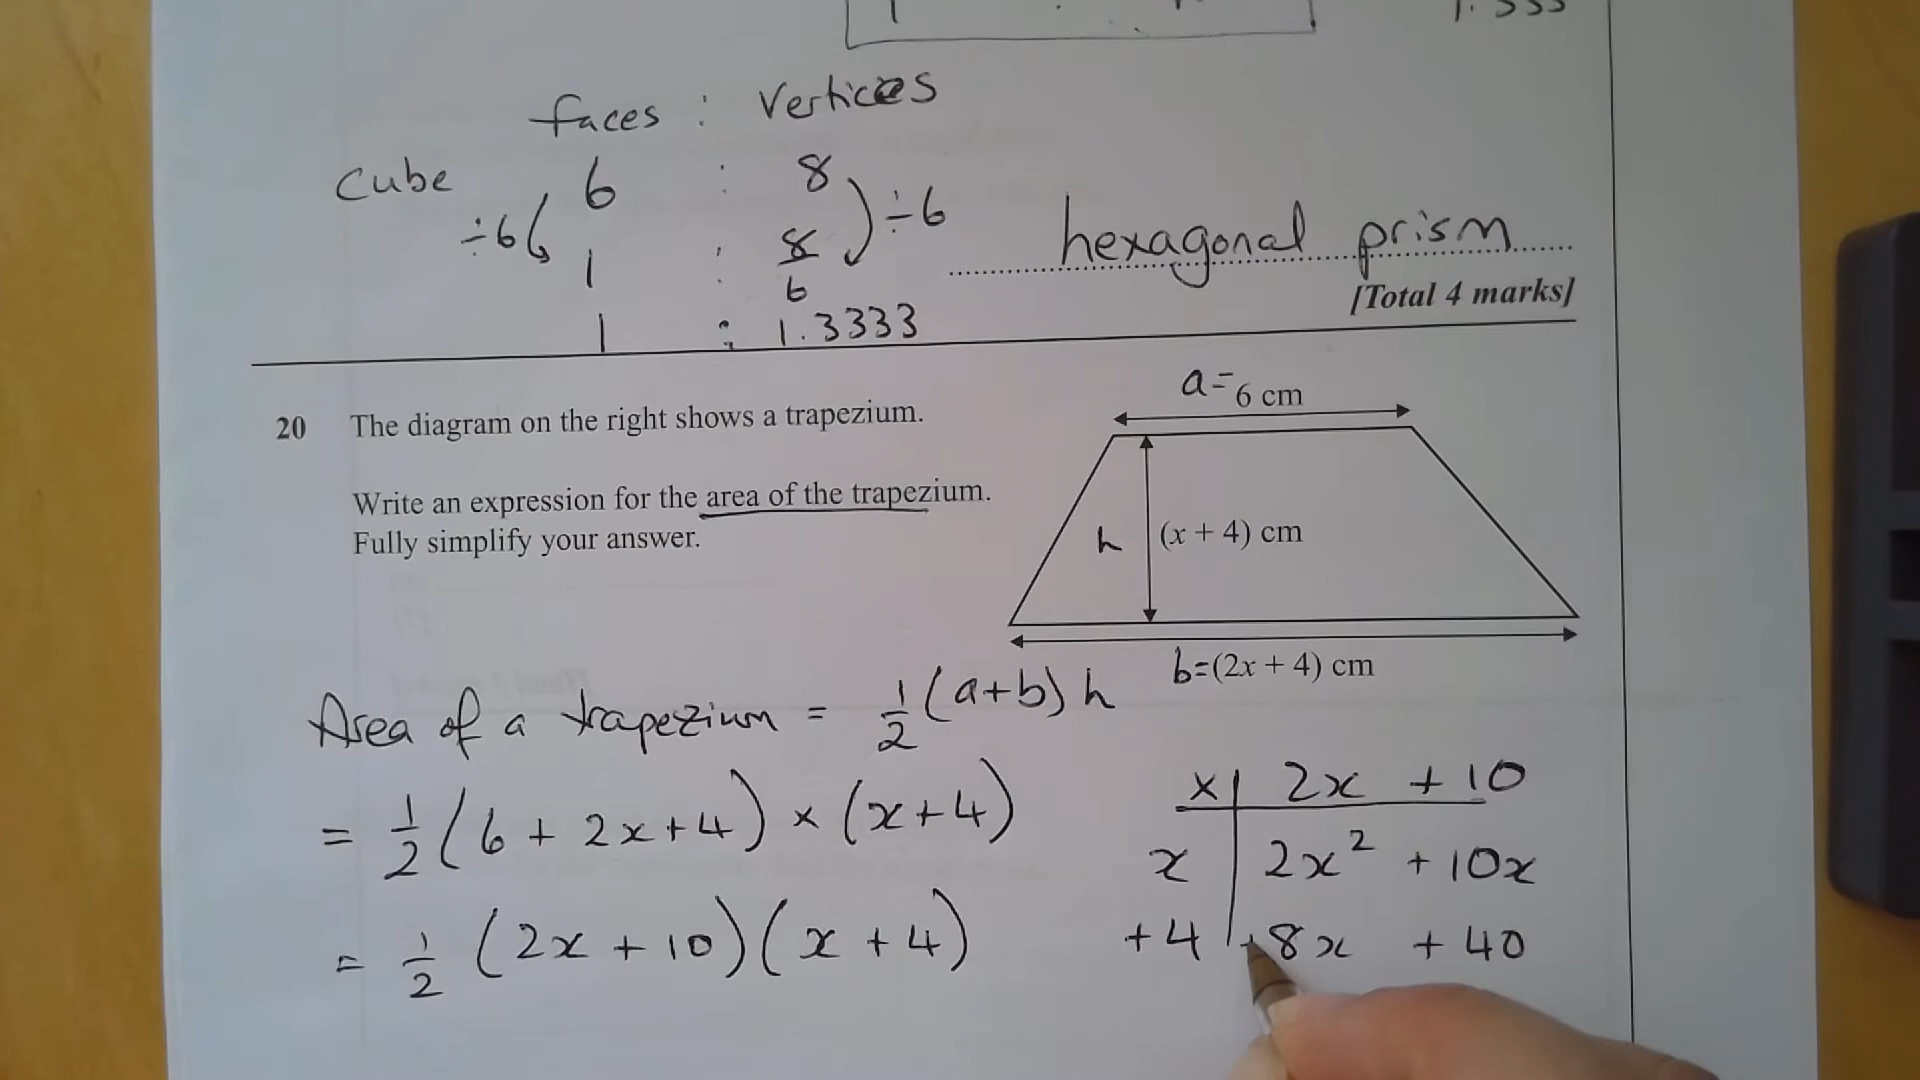 1.333
faces : Vertices
Cube 6 : 8
÷6 1 : 8/6 ÷6
hexagonal prism
[Total 4 marks]
1 : 1.3333
20 The diagram on the right shows a trapezium.
Write an expression for the area of the trapezium.
Fully simplify your answer.
a= 6 cm
h (x + 4) cm
b=(2x + 4) cm
Area of a trapezium = 1/2 (a+b) h
= 1/2 (6 + 2x+4) × (x+4)
= 1/2 (2x + 10)(x + 4)
× 2x + 10
x 2x² + 10x
+4 +8x + 40